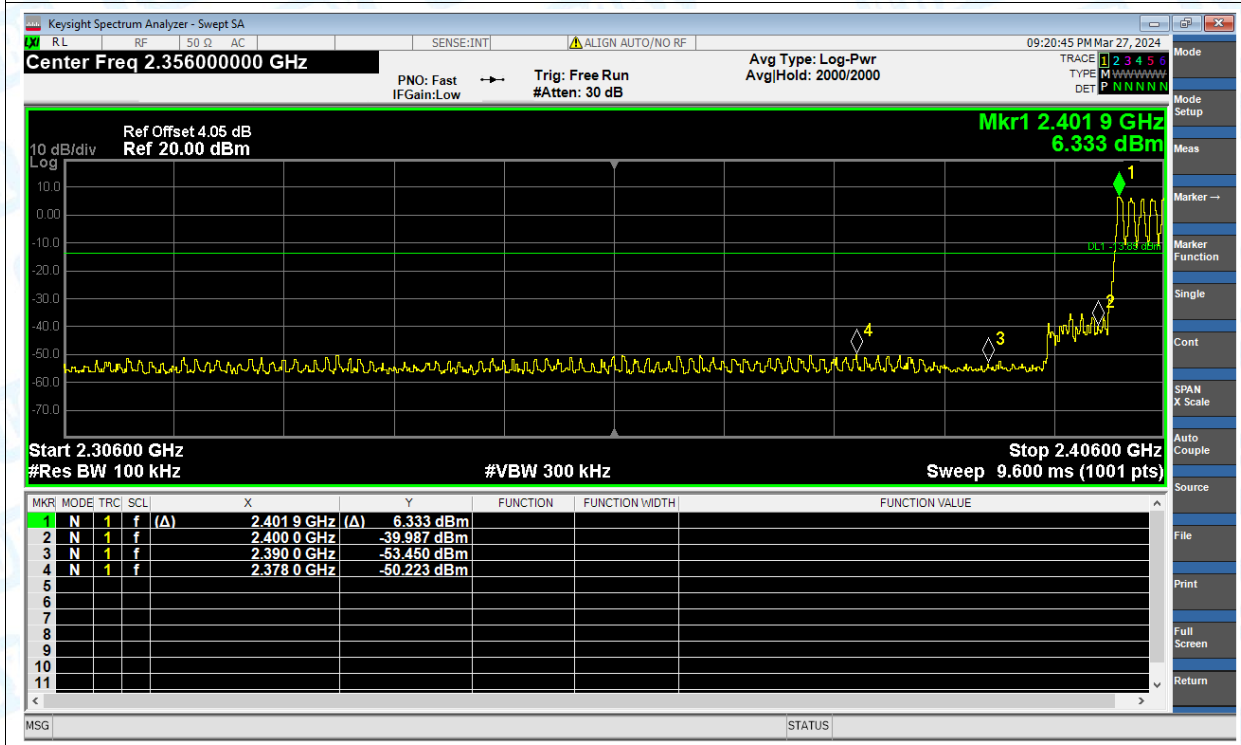 Keysight Spectrum Analyzer - Swept SA
LXI RL RF 50 Ω AC SENSE:INT ALIGN AUTO/NO RF 09:20:45 PM Mar 27, 2024
Center Freq 2.356000000 GHz
PNO: Fast
IFGain:Low
Trig: Free Run
#Atten: 30 dB
Avg Type: Log-Pwr
Avg|Hold: 2000/2000
TRACE 1 2 3 4 5 6
TYPE M W W W W W
DET P N N N N N
Ref Offset 4.05 dB
10 dB/div Ref 20.00 dBm
Log
Mkr1 2.401 9 GHz
6.333 dBm
10.0
0.00
-10.0
-20.0
-30.0
-40.0
-50.0
-60.0
-70.0
1
DL1 -13.89 dBm
2
3
4
Start 2.30600 GHz Stop 2.40600 GHz
#Res BW 100 kHz #VBW 300 kHz Sweep 9.600 ms (1001 pts)
MKR MODE TRC SCL X Y FUNCTION FUNCTION WIDTH FUNCTION VALUE
1 N 1 f (Δ) 2.401 9 GHz (Δ) 6.333 dBm
2 N 1 f 2.400 0 GHz -39.987 dBm
3 N 1 f 2.390 0 GHz -53.450 dBm
4 N 1 f 2.378 0 GHz -50.223 dBm
5
6
7
8
9
10
11
MSG STATUS
Mode
Mode
Setup
Meas
Marker →
Marker
Function
Single
Cont
SPAN
X Scale
Auto
Couple
Source
File
Print
Full
Screen
Return